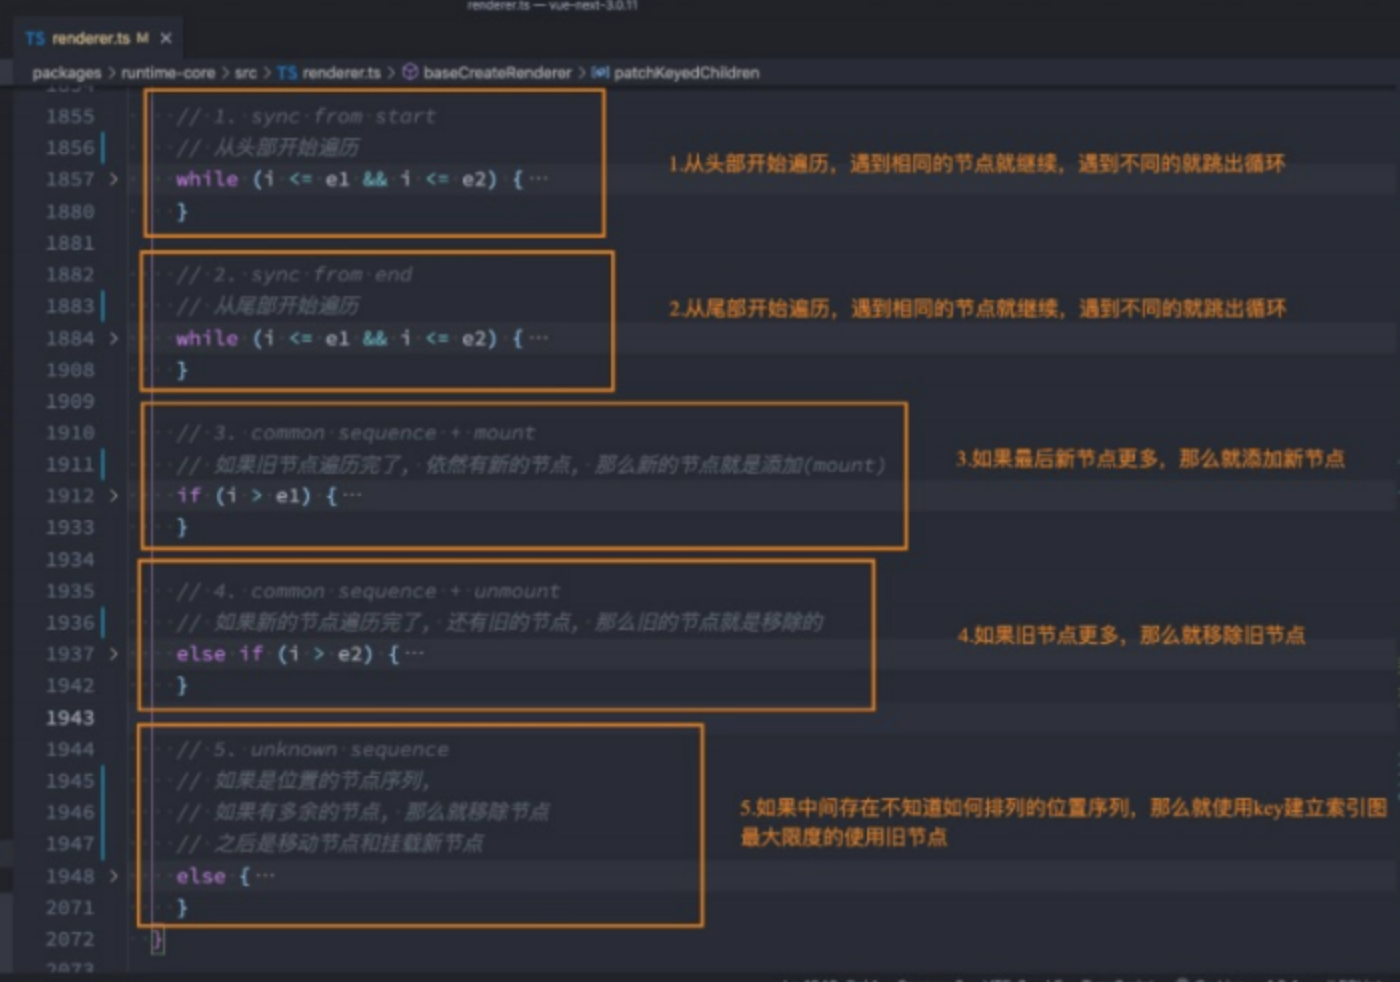 renderer.ts — vue-next-3.0.11
TS renderer.ts M ×
packages > runtime-core > src > TS renderer.ts > baseCreateRenderer > patchKeyedChildren
1855 // 1. sync from start
1856 // 从头部开始遍历
1857 > while (i <= e1 && i <= e2) {···
1880 }
1881
1882 // 2. sync from end
1883 // 从尾部开始遍历
1884 > while (i <= e1 && i <= e2) {···
1908 }
1909
1910 // 3. common sequence + mount
1911 // 如果旧节点遍历完了, 依然有新的节点, 那么新的节点就是添加(mount)
1912 > if (i > e1) {···
1933 }
1934
1935 // 4. common sequence + unmount
1936 // 如果新的节点遍历完了, 还有旧的节点, 那么旧的节点就是移除的
1937 > else if (i > e2) {···
1942 }
1943
1944 // 5. unknown sequence
1945 // 如果是位置的节点序列,
1946 // 如果有多余的节点, 那么就移除节点
1947 // 之后是移动节点和挂载新节点
1948 > else {···
2071 }
2072 }
2073
1.从头部开始遍历，遇到相同的节点就继续，遇到不同的就跳出循环
2.从尾部开始遍历，遇到相同的节点就继续，遇到不同的就跳出循环
3.如果最后新节点更多，那么就添加新节点
4.如果旧节点更多，那么就移除旧节点
5.如果中间存在不知道如何排列的位置序列，那么就使用key建立索引图
最大限度的使用旧节点